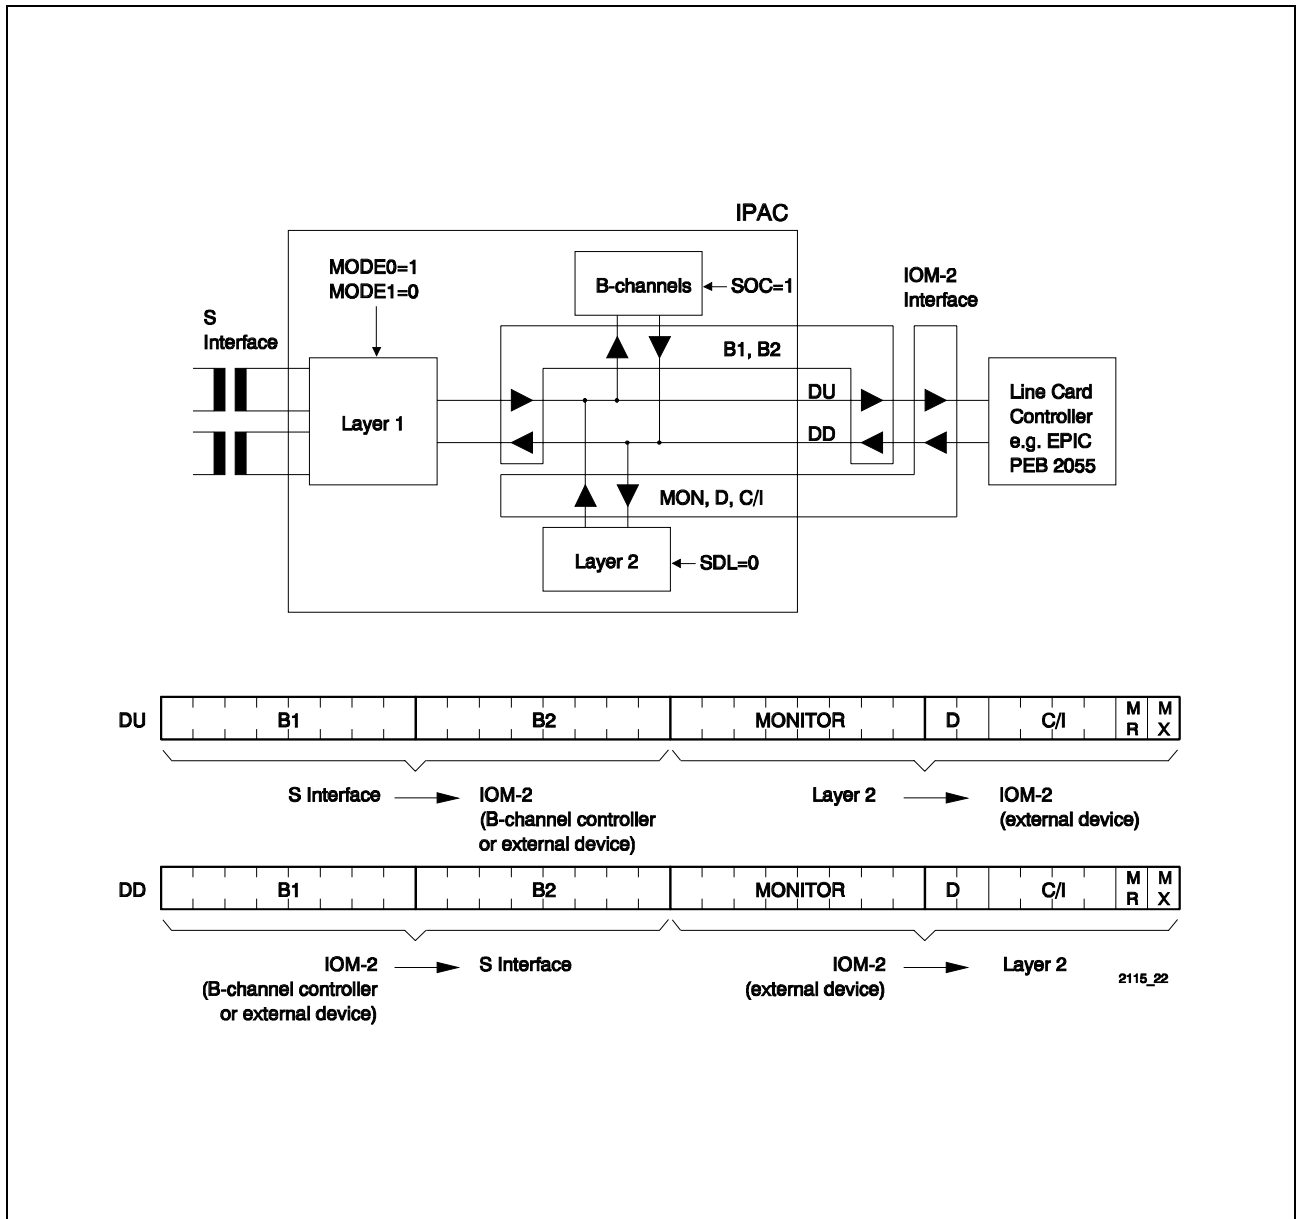 IPAC
MODE0=1
MODE1=0
B-channels
SOC=1
IOM-2
Interface
S
Interface
B1, B2
Layer 1
DU
DD
Line Card
Controller
e.g. EPIC
PEB 2055
MON, D, C/I
Layer 2
SDL=0
DU
B1
B2
MONITOR
D
C/I
M
R
M
X
S Interface
IOM-2
(B-channel controller
or external device)
Layer 2
IOM-2
(external device)
DD
B1
B2
MONITOR
D
C/I
M
R
M
X
IOM-2
(B-channel controller
or external device)
S Interface
IOM-2
(external device)
Layer 2
2115_22